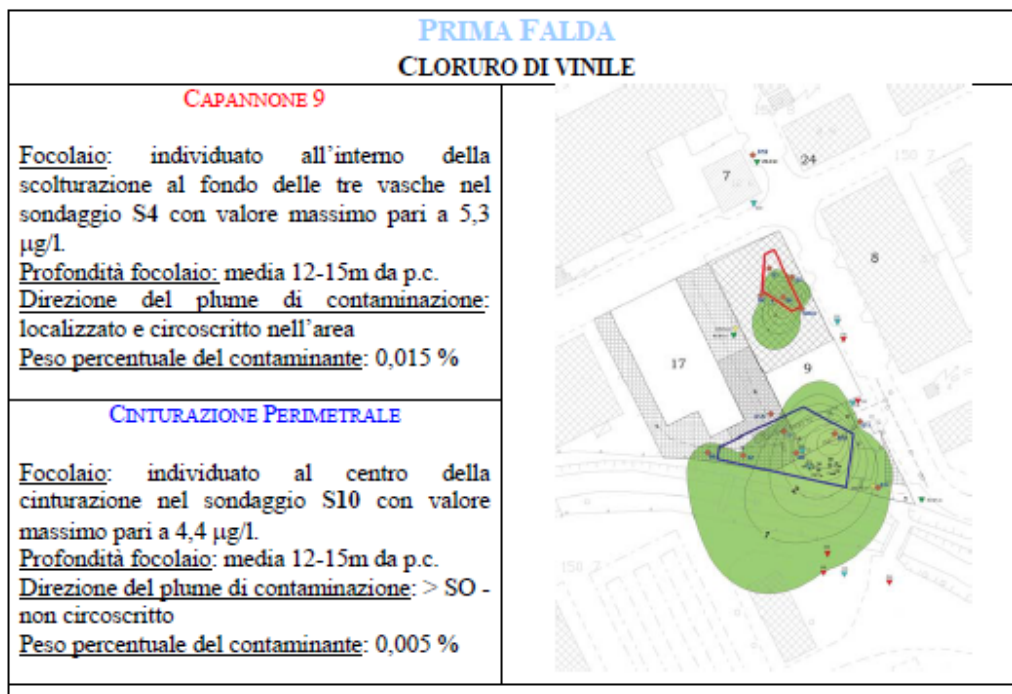 PRIMA FALDA
CLORURO DI VINILE
CAPANNONE 9
Focolaio: individuato all'interno della
scolturazione al fondo delle tre vasche nel
sondaggio S4 con valore massimo pari a 5,3
μg/l.
Profondità focolaio: media 12-15m da p.c.
Direzione del plume di contaminazione:
localizzato e circoscritto nell'area
Peso percentuale del contaminante: 0,015 %
CINTURAZIONE PERIMETRALE
Focolaio: individuato al centro della
cinturazione nel sondaggio S10 con valore
massimo pari a 4,4 μg/l.
Profondità focolaio: media 12-15m da p.c.
Direzione del plume di contaminazione: > SO -
non circoscritto
Peso percentuale del contaminante: 0,005 %
24
150 7
7
8
17
9
150 7